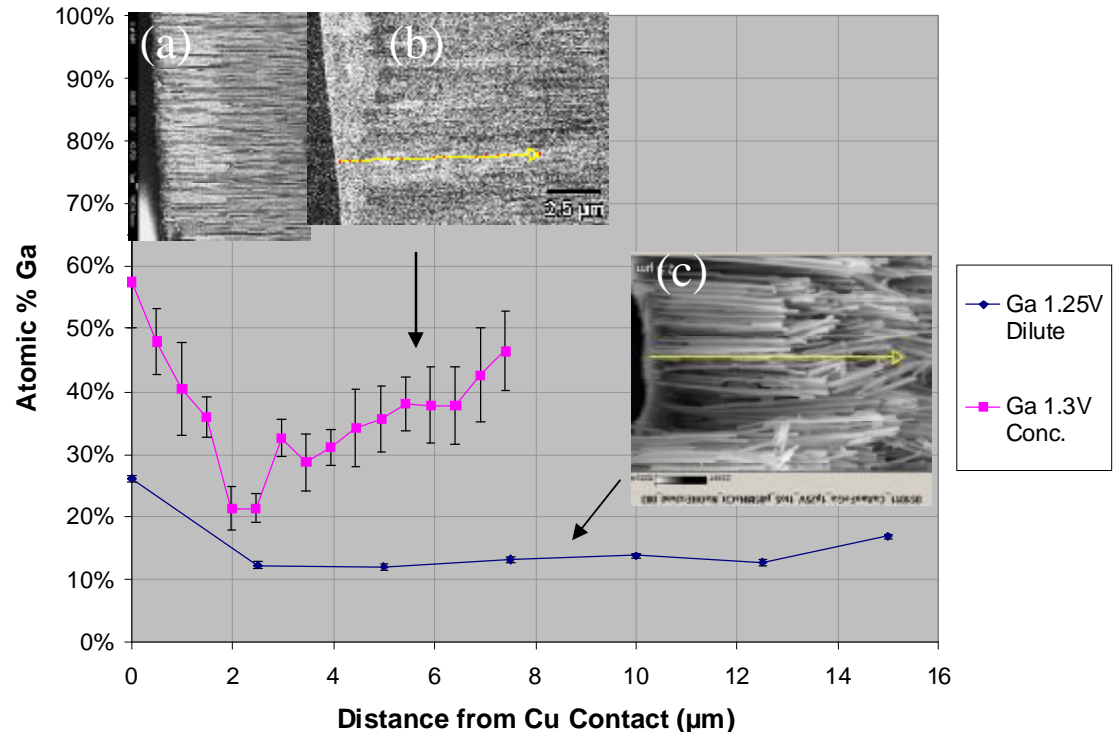 100%
90%
80%
70%
60%
50%
40%
30%
20%
10%
0%
Atomic % Ga
(a)
(b)
2.5 µm
(c)
Ga 1.25V
Dilute
Ga 1.3V
Conc.
0 2 4 6 8 10 12 14 16
Distance from Cu Contact (µm)